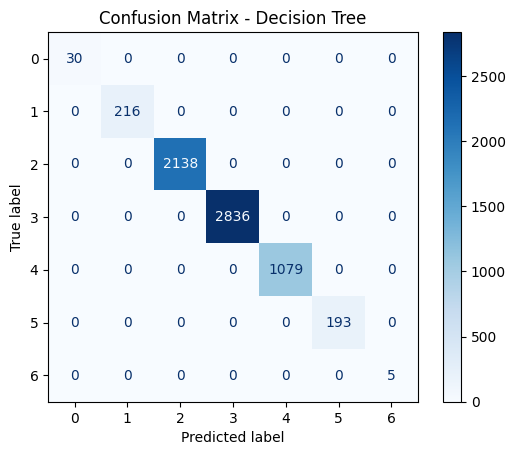 Confusion Matrix - Decision Tree
0 30 0 0 0 0 0 0
1 0 216 0 0 0 0 0
2 0 0 2138 0 0 0 0
3 0 0 0 2836 0 0 0
4 0 0 0 0 1079 0 0
5 0 0 0 0 0 193 0
6 0 0 0 0 0 0 5
0 1 2 3 4 5 6
True label
Predicted label
2500
2000
1500
1000
500
0